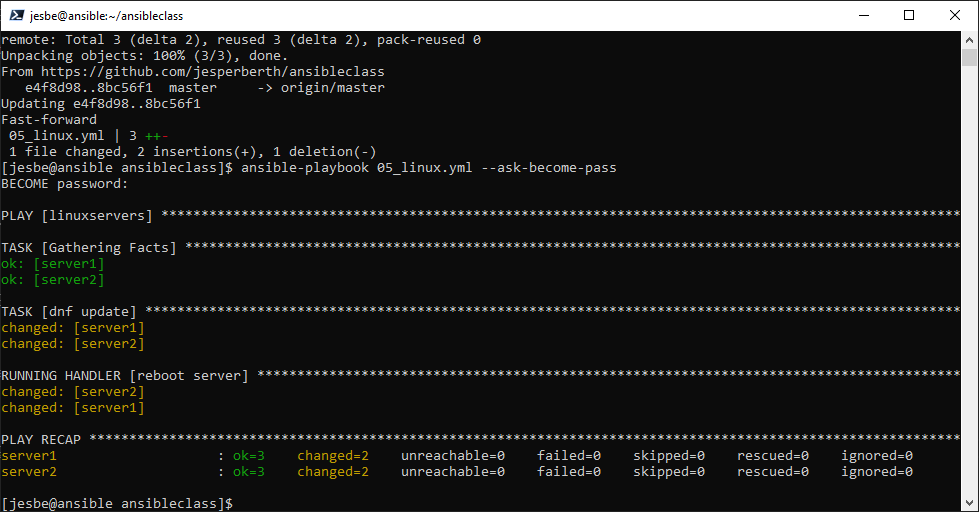 jesbe@ansible:~/ansibleclass
remote: Total 3 (delta 2), reused 3 (delta 2), pack-reused 0
Unpacking objects: 100% (3/3), done.
From https://github.com/jesperberth/ansibleclass
   e4f8d98..8bc56f1  master     -> origin/master
Updating e4f8d98..8bc56f1
Fast-forward
 05_linux.yml | 3 ++-
 1 file changed, 2 insertions(+), 1 deletion(-)
[jesbe@ansible ansibleclass]$ ansible-playbook 05_linux.yml --ask-become-pass
BECOME password:
PLAY [linuxservers] ****************************************************************************************************
TASK [Gathering Facts] *************************************************************************************************
ok: [server1]
ok: [server2]
TASK [dnf update] ******************************************************************************************************
changed: [server1]
changed: [server2]
RUNNING HANDLER [reboot server] ****************************************************************************************
changed: [server2]
changed: [server1]
PLAY RECAP *************************************************************************************************************
server1                    : ok=3    changed=2    unreachable=0    failed=0    skipped=0    rescued=0    ignored=0
server2                    : ok=3    changed=2    unreachable=0    failed=0    skipped=0    rescued=0    ignored=0
[jesbe@ansible ansibleclass]$